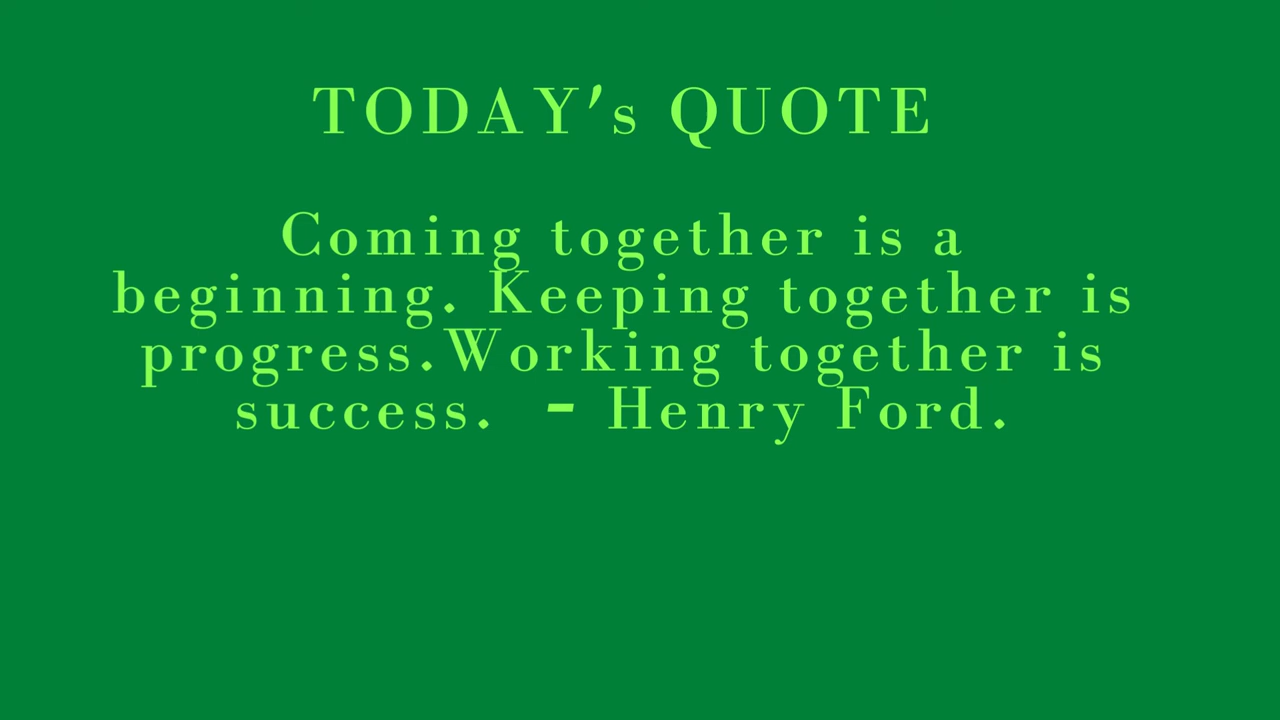 TODAY's QUOTE
Coming together is a
beginning. Keeping together is
progress.Working together is
success.  - Henry Ford.